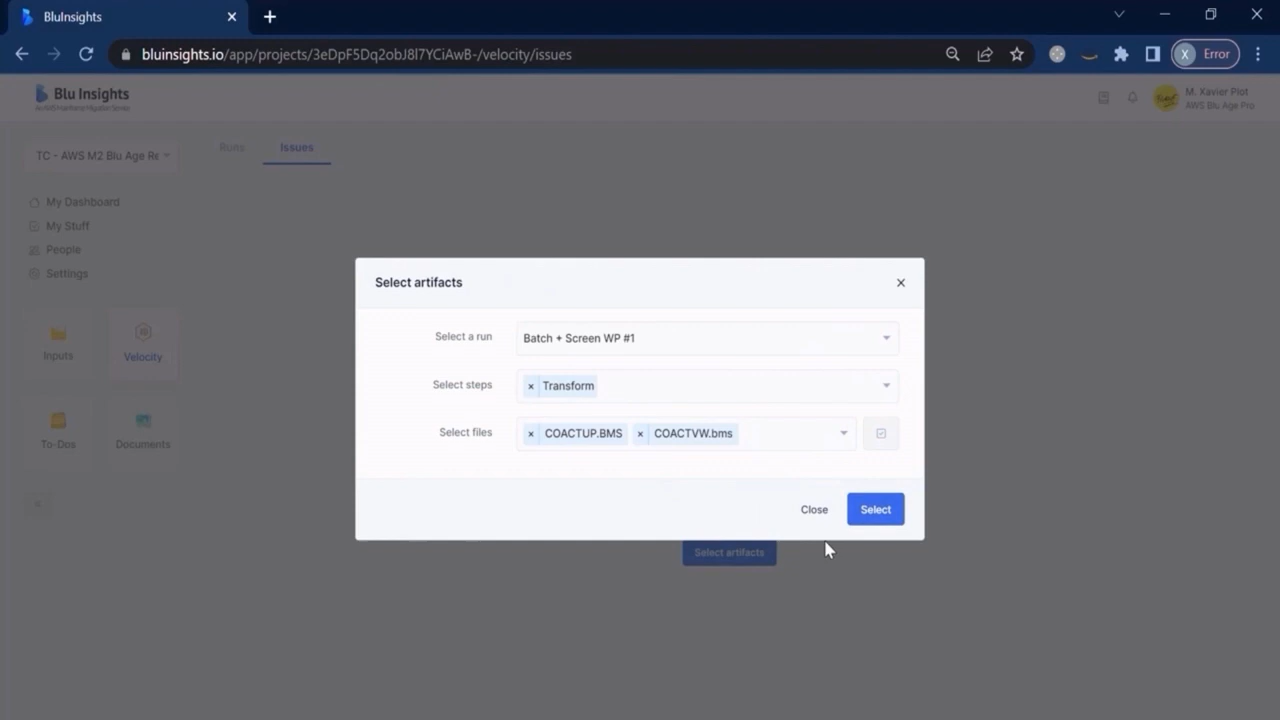 BluInsights
bluinsights.io/app/projects/3eDpF5Dq2obJ8l7YCiAwB-/velocity/issues
X Error
Blu Insights
M. Xavier Plot
AWS Blu Age Pro
TC - AWS M2 Blu Age Re
Runs
Issues
My Dashboard
My Stuff
People
Settings
Inputs
Velocity
To-Dos
Documents
Select artifacts
Select a run
Batch + Screen WP #1
Select steps
× Transform
Select files
× COACTUP.BMS × COACTVW.bms
Close
Select
Select artifacts